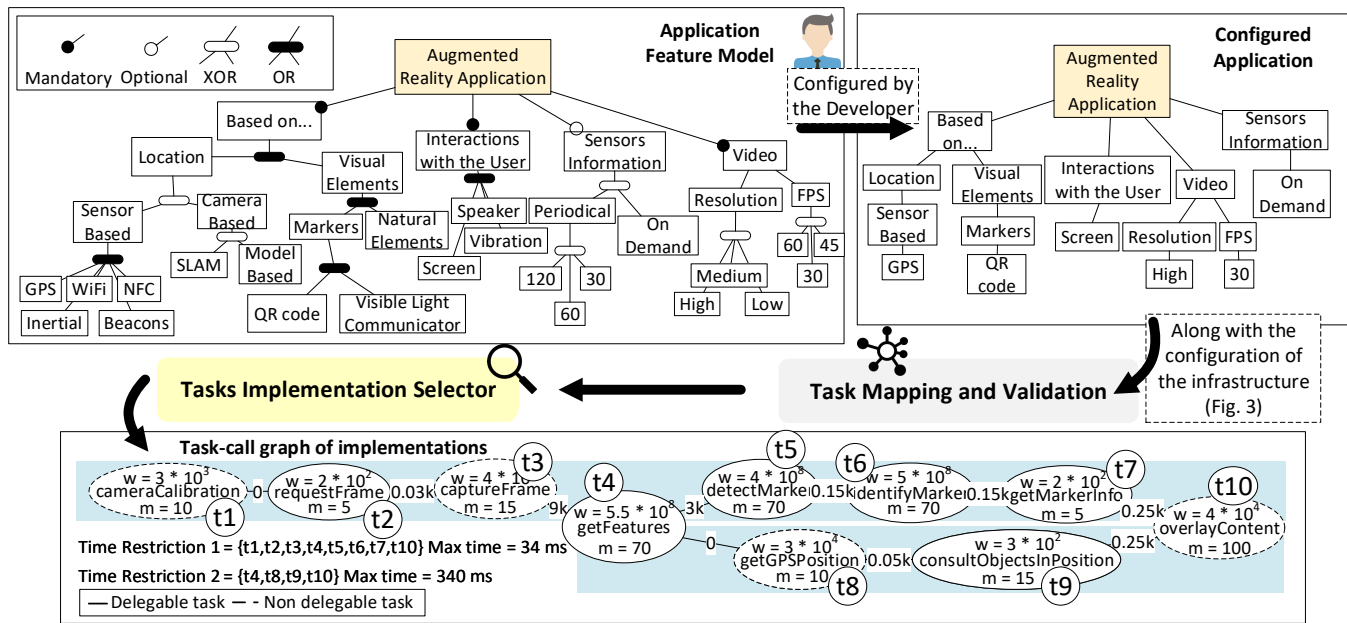 Mandatory
Optional
XOR
OR
Application
Feature Model
Augmented
Reality Application
Based on...
Location
Visual
Elements
Sensor
Based
Camera
Based
SLAM
Model
Based
GPS
WiFi
NFC
Inertial
Beacons
Markers
Natural
Elements
QR code
Visible Light
Communicator
Interactions
with the User
Speaker
Vibration
Screen
Sensors
Information
Periodical
On
Demand
120
30
60
Video
Resolution
FPS
60
45
30
Medium
High
Low
Configured by
the Developer
Configured
Application
Augmented
Reality
Application
Based
on...
Location
Visual
Elements
Sensor
Based
Markers
GPS
QR
code
Interactions
with the User
Screen
Video
Resolution
FPS
High
30
Sensors
Information
On
Demand
Along with the
configuration of
the infrastructure
(Fig. 3)
Task Mapping and Validation
Tasks Implementation Selector
Task-call graph of implementations
w = 3 * 10³
cameraCalibration
m = 10
t1
0
w = 2 * 10²
requestFrame
m = 5
t2
0.03k
w = 4 * 10
captureFrame
m = 15
t3
9k
t4
w = 5.5 * 10⁸
getFeatures
m = 70
3k
t5
w = 4 * 10⁸
detectMarker
m = 70
0.15k
t6
w = 5 * 10⁸
identifyMarker
m = 70
0.15k
t7
w = 2 * 10²
getMarkerInfo
m = 5
0.25k
t10
w = 4 * 10⁴
overlayContent
m = 100
0
w = 3 * 10⁴
getGPSPosition
m = 10
t8
0.05k
w = 3 * 10²
consultObjectsInPosition
m = 15
t9
0.25k
Time Restriction 1 = {t1,t2,t3,t4,t5,t6,t7,t10} Max time = 34 ms
Time Restriction 2 = {t4,t8,t9,t10} Max time = 340 ms
Delegable task
Non delegable task